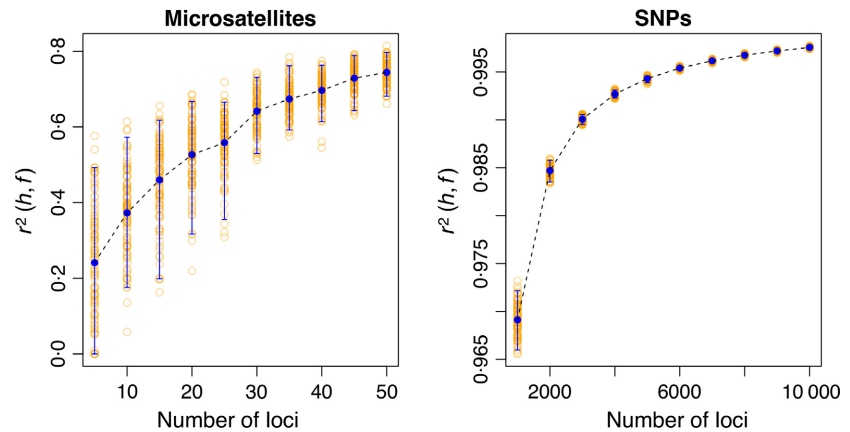 Microsatellites
r² (h, f)
0·8
0·6
0·4
0·2
0·0
10 20 30 40 50
Number of loci
SNPs
r² (h, f)
0·995
0·985
0·975
0·965
2000 6000 10 000
Number of loci